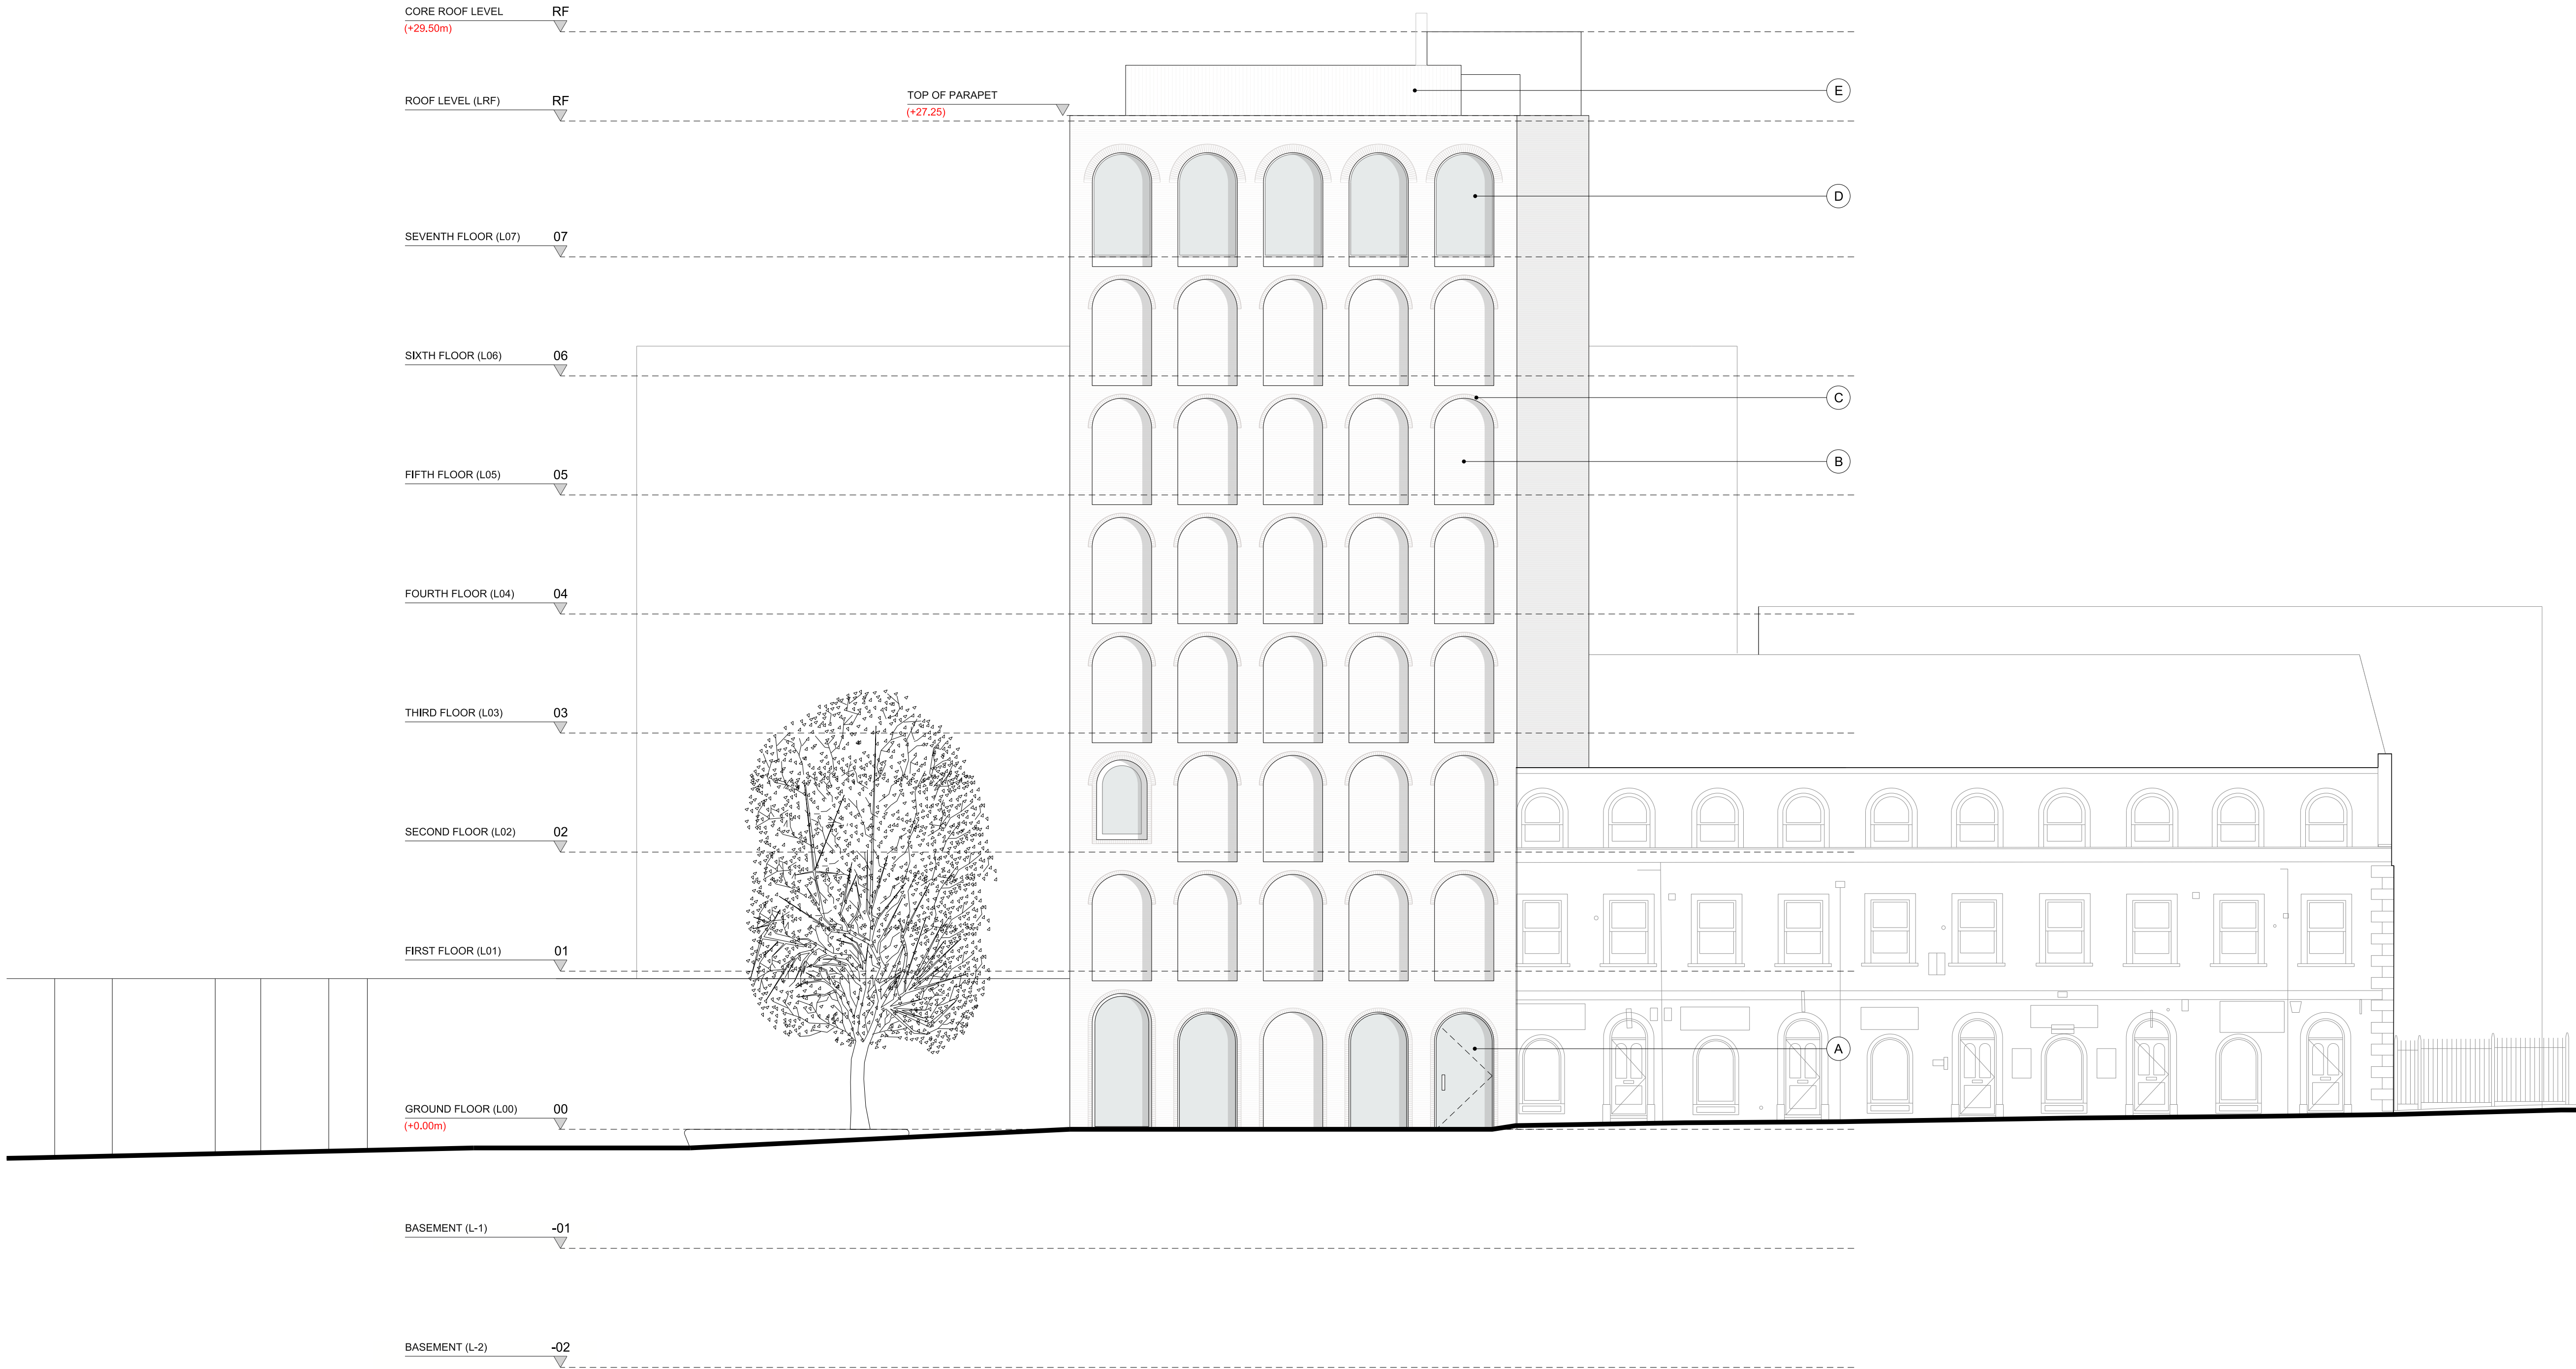 CORE ROOF LEVEL RF
(+29.50m)
ROOF LEVEL (LRF) RF
TOP OF PARAPET
(+27.25)
E
D
SEVENTH FLOOR (L07) 07
SIXTH FLOOR (L06) 06
C
B
FIFTH FLOOR (L05) 05
FOURTH FLOOR (L04) 04
THIRD FLOOR (L03) 03
SECOND FLOOR (L02) 02
FIRST FLOOR (L01) 01
A
GROUND FLOOR (L00) 00
(+0.00m)
BASEMENT (L-1) -01
BASEMENT (L-2) -02